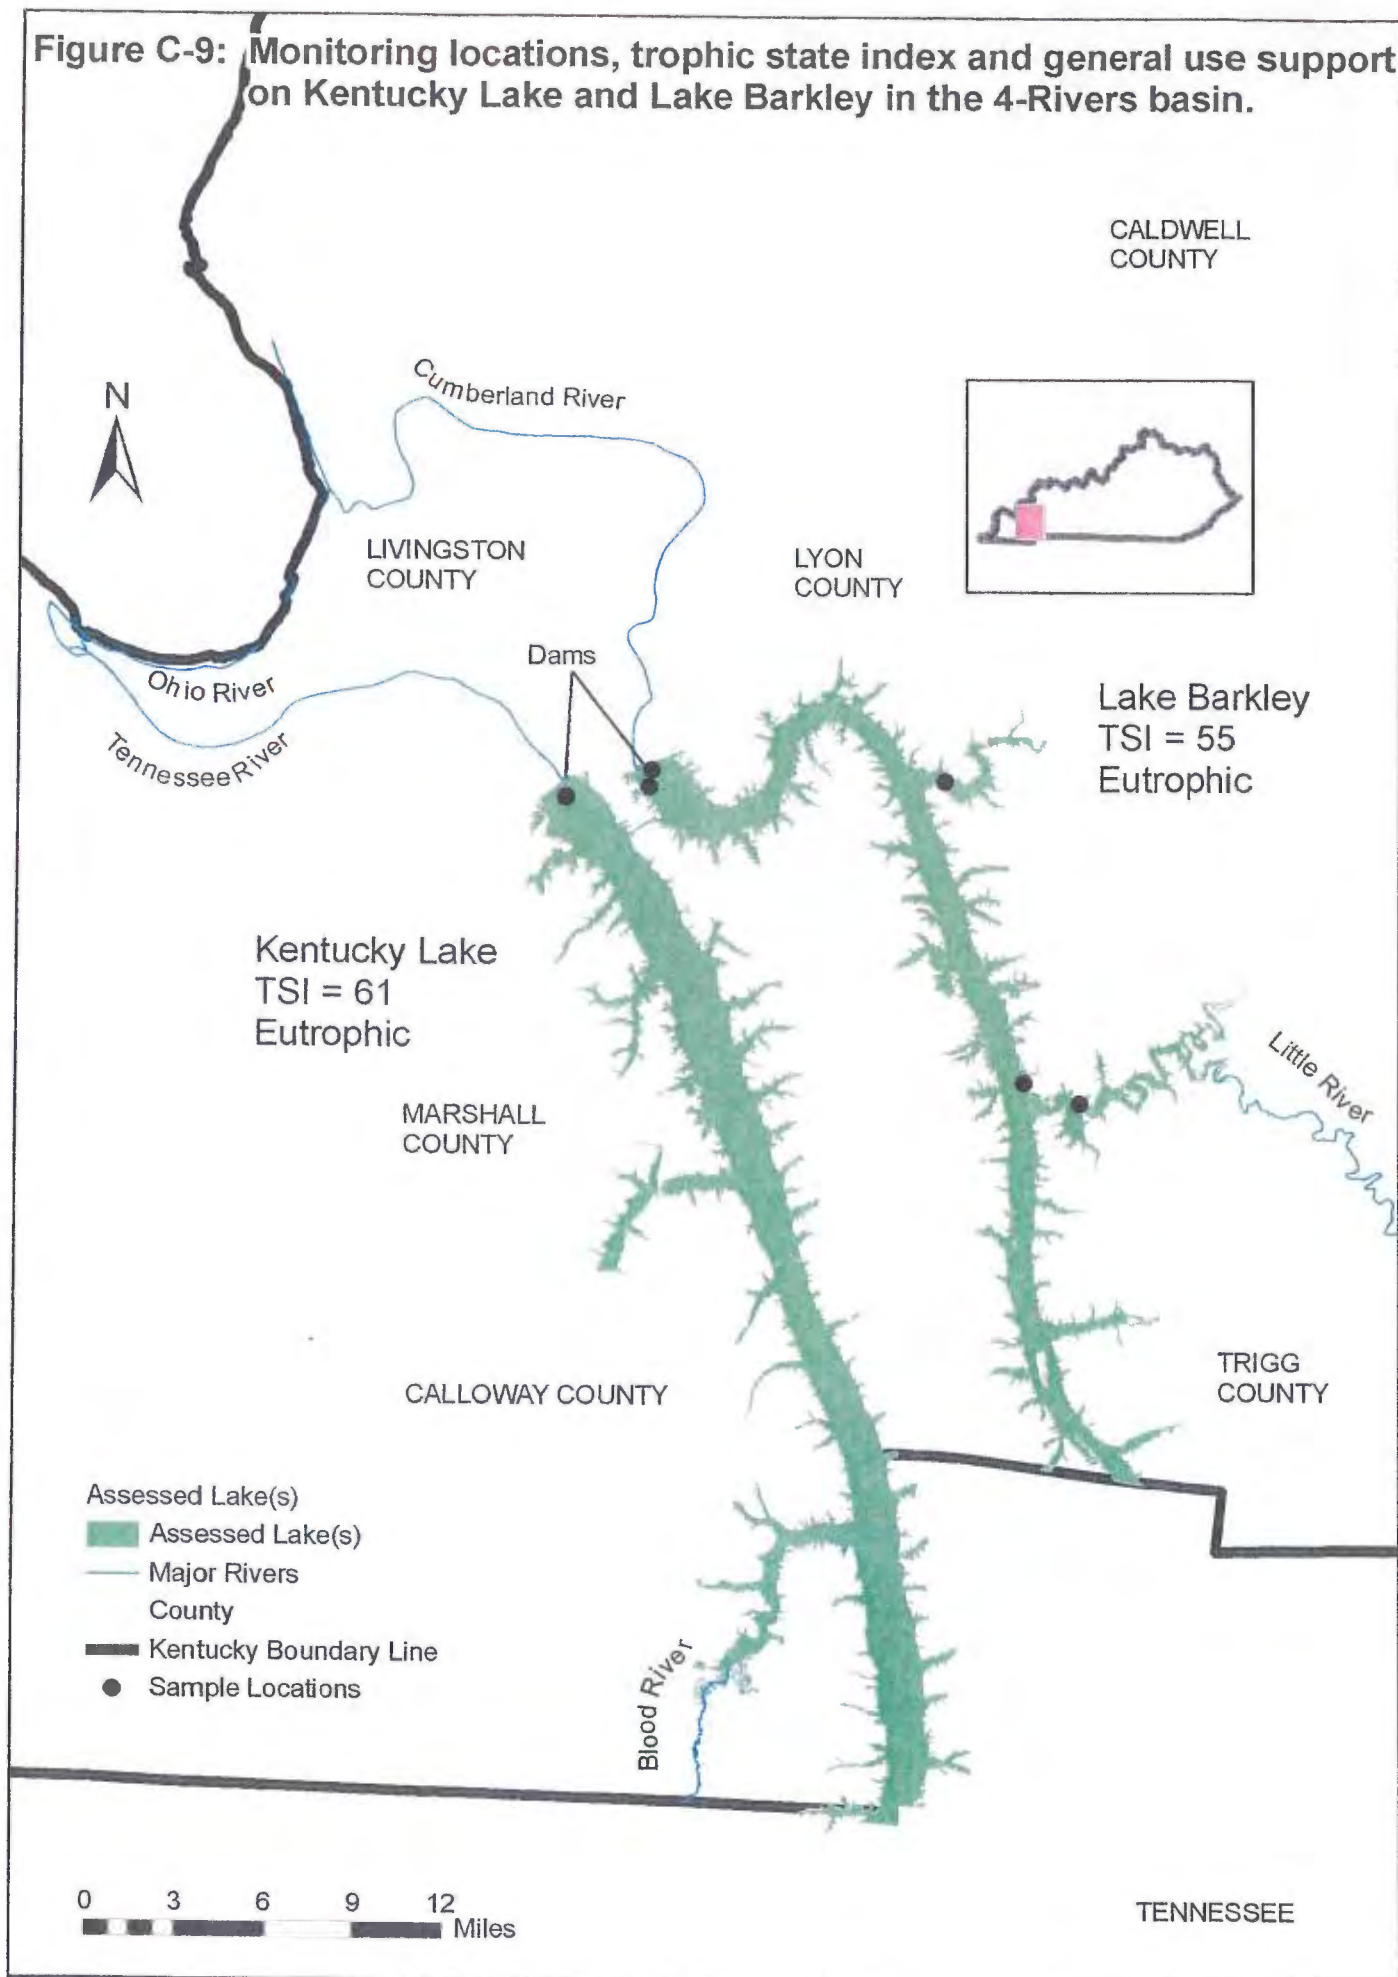 Figure C-9: Monitoring locations, trophic state index and general use support
on Kentucky Lake and Lake Barkley in the 4-Rivers basin.
CALDWELL
COUNTY
N
Cumberland River
LIVINGSTON
COUNTY
LYON
COUNTY
Dams
Ohio River
Tennessee River
Lake Barkley
TSI = 55
Eutrophic
Kentucky Lake
TSI = 61
Eutrophic
Little River
MARSHALL
COUNTY
TRIGG
COUNTY
CALLOWAY COUNTY
Assessed Lake(s)
Assessed Lake(s)
Major Rivers
County
Kentucky Boundary Line
Sample Locations
Blood River
0 3 6 9 12
Miles
TENNESSEE